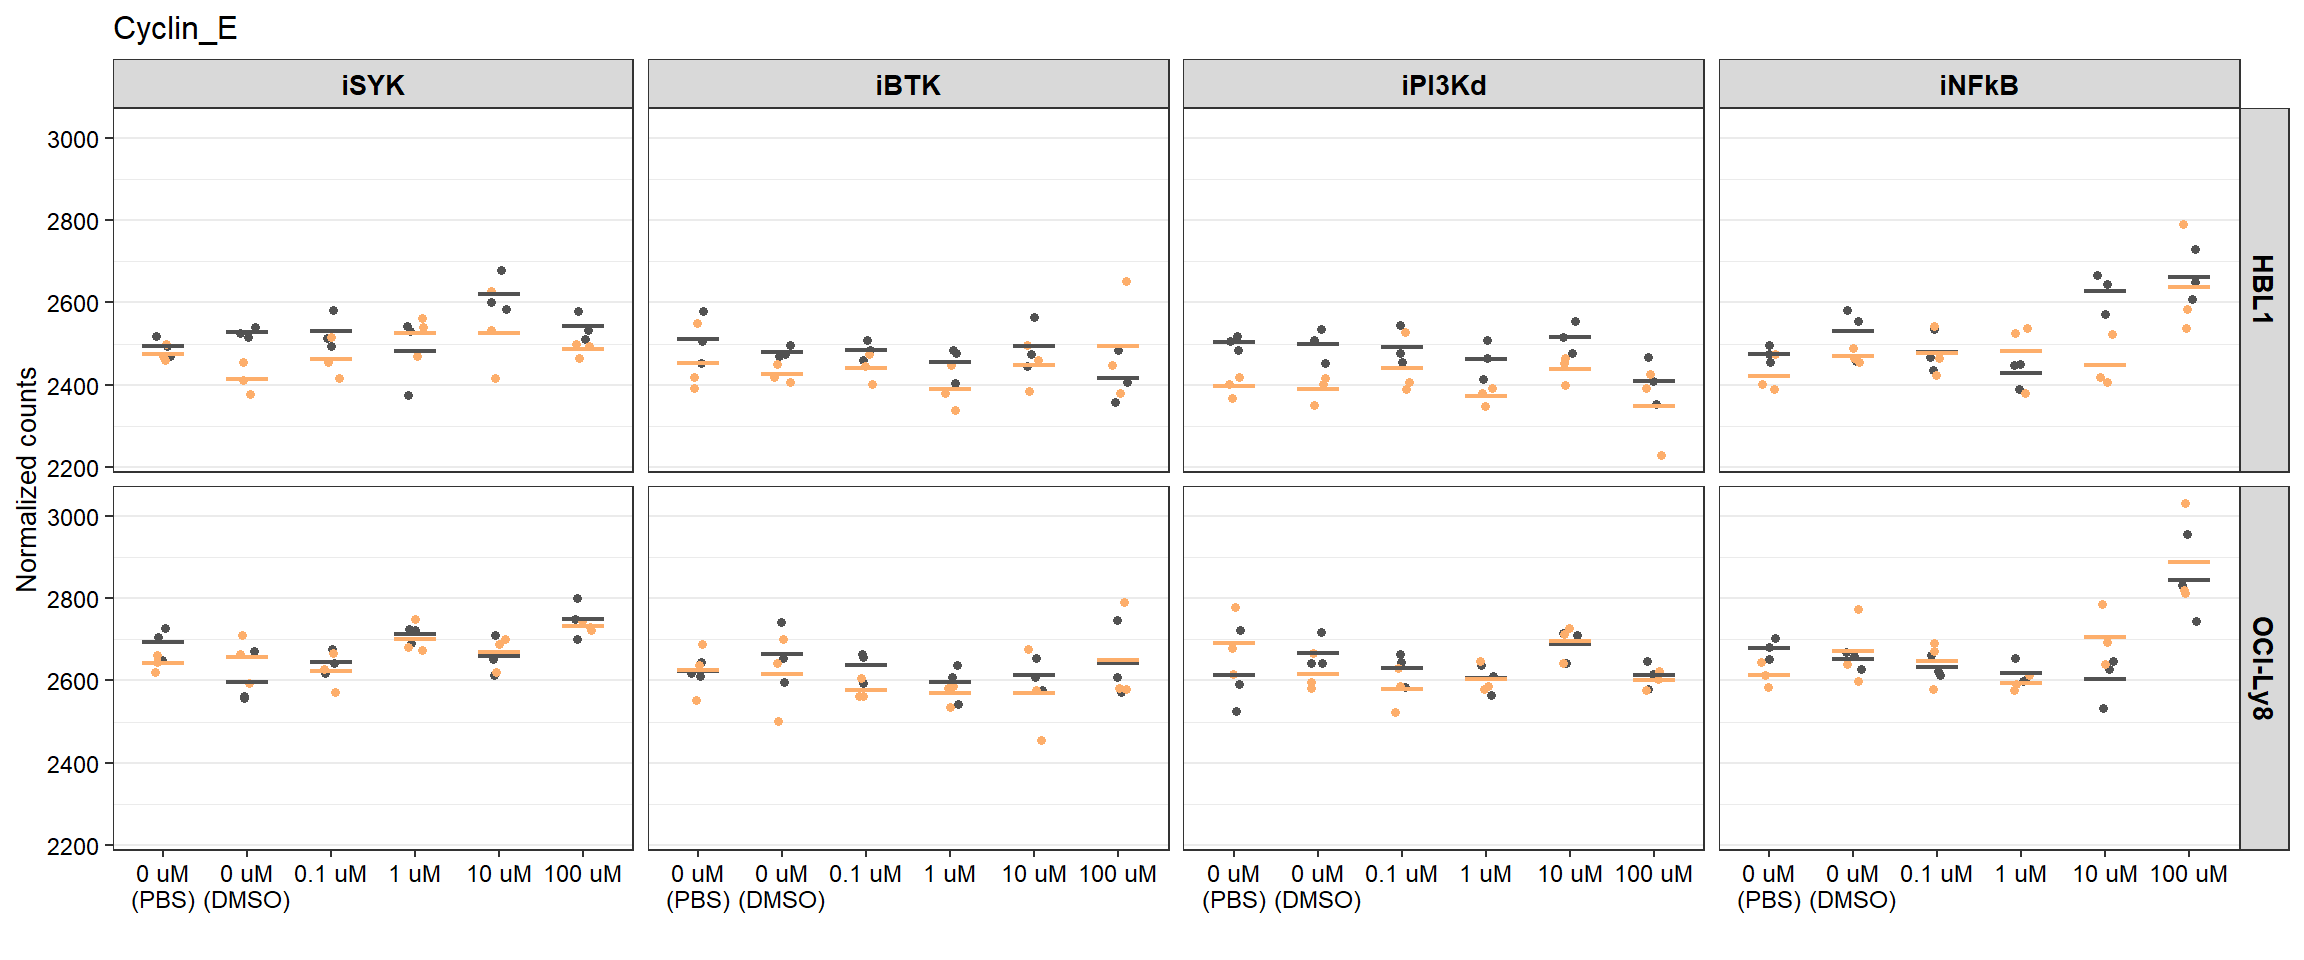 Cyclin_E
iSYK iBTK iPI3Kd iNFkB
Normalized counts
3000
2800
2600
2400
2200
HBL1
3000
2800
2600
2400
2200
OCI-Ly8
0 uM 0 uM 0.1 uM 1 uM 10 uM 100 uM 0 uM 0 uM 0.1 uM 1 uM 10 uM 100 uM 0 uM 0 uM 0.1 uM 1 uM 10 uM 100 uM 0 uM 0 uM 0.1 uM 1 uM 10 uM 100 uM
(PBS) (DMSO) (PBS) (DMSO) (PBS) (DMSO) (PBS) (DMSO)